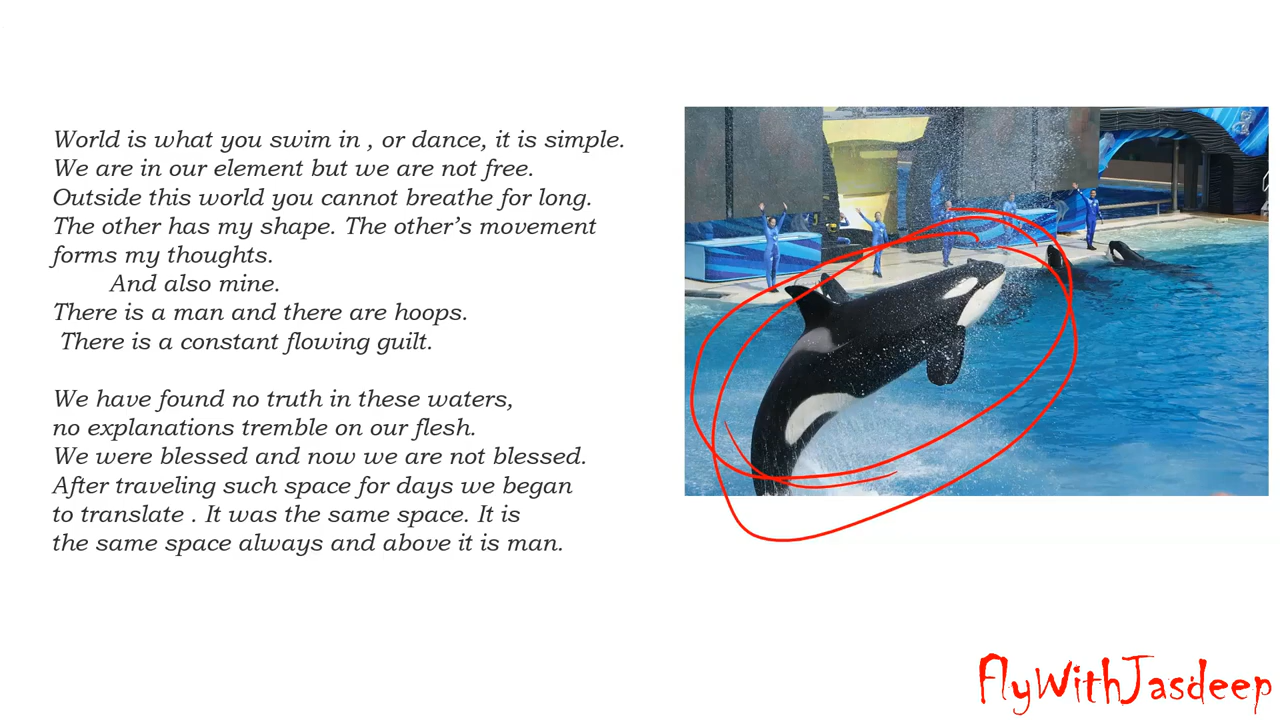 World is what you swim in , or dance, it is simple.
We are in our element but we are not free.
Outside this world you cannot breathe for long.
The other has my shape. The other’s movement
forms my thoughts.
And also mine.
There is a man and there are hoops.
There is a constant flowing guilt.
We have found no truth in these waters,
no explanations tremble on our flesh.
We were blessed and now we are not blessed.
After traveling such space for days we began
to translate . It was the same space. It is
the same space always and above it is man.
FlyWithJasdeep